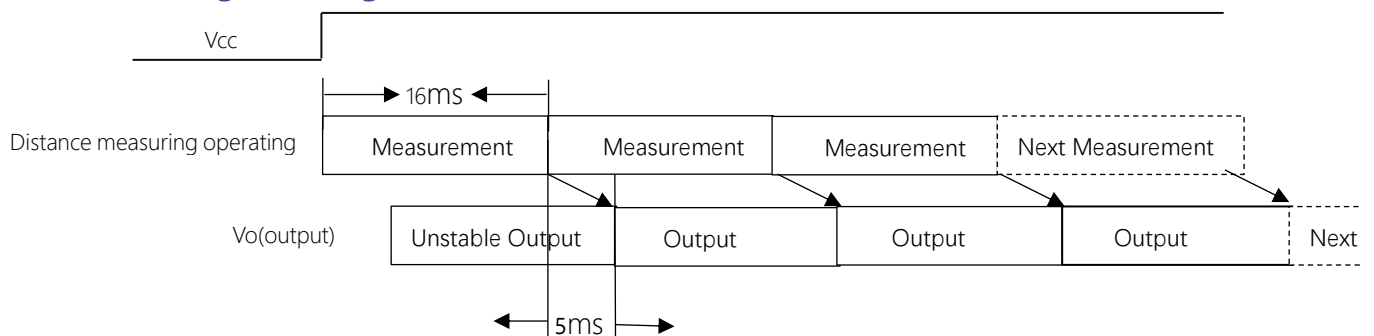 Vcc
16ms
Distance measuring operating
Measurement
Measurement
Measurement
Next Measurement
Vo(output)
Unstable Output
Output
Output
Output
Next
5ms